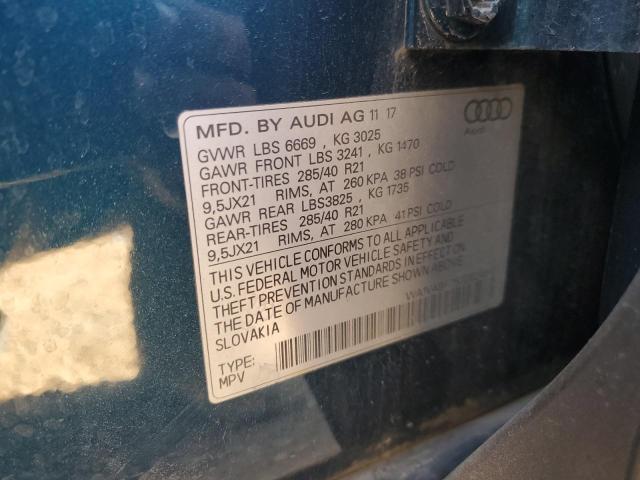 MFD. BY AUDI AG 11 17
Audi
GVWR LBS 6669 , KG 3025
GAWR FRONT LBS 3241 , KG 1470
FRONT-TIRES 285/40 R21
9,5JX21 RIMS, AT 260 KPA 38 PSI COLD
GAWR REAR LBS3825 , KG 1735
REAR-TIRES 285/40 R21
9,5JX21 RIMS, AT 280 KPA 41 PSI COLD
THIS VEHICLE CONFORMS TO ALL APPLICABLE
U.S. FEDERAL MOTOR VEHICLE SAFETY AND
THEFT PREVENTION STANDARDS IN EFFECT ON
THE DATE OF MANUFACTURE SHOWN ABOVE.
SLOVAKIA
TYPE:
MPV